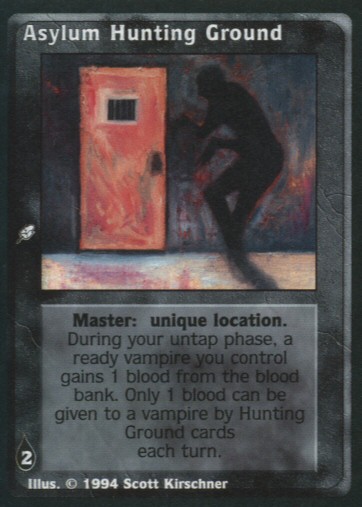 Asylum Hunting Ground
Master: unique location.
During your untap phase, a
ready vampire you control
gains 1 blood from the blood
bank. Only 1 blood can be
given to a vampire by Hunting
Ground cards
each turn.
2
Illus. © 1994 Scott Kirschner